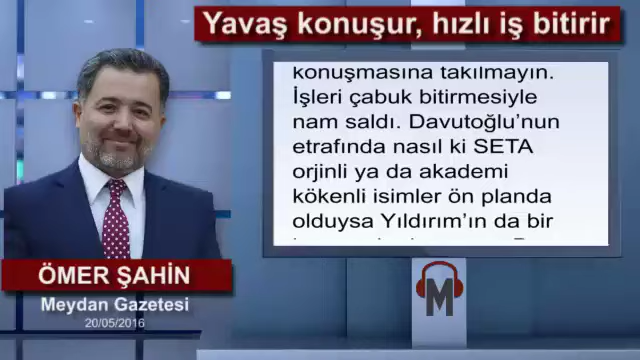 Yavaş konuşur, hızlı iş bitirir
konuşmasına takılmayın.
İşleri çabuk bitirmesiyle
nam saldı. Davutoğlu'nun
etrafında nasıl ki SETA
orjinli ya da akademi
kökenli isimler ön planda
olduysa Yıldırım'ın da bir
ÖMER ŞAHİN
Meydan Gazetesi
20/05/2016
M